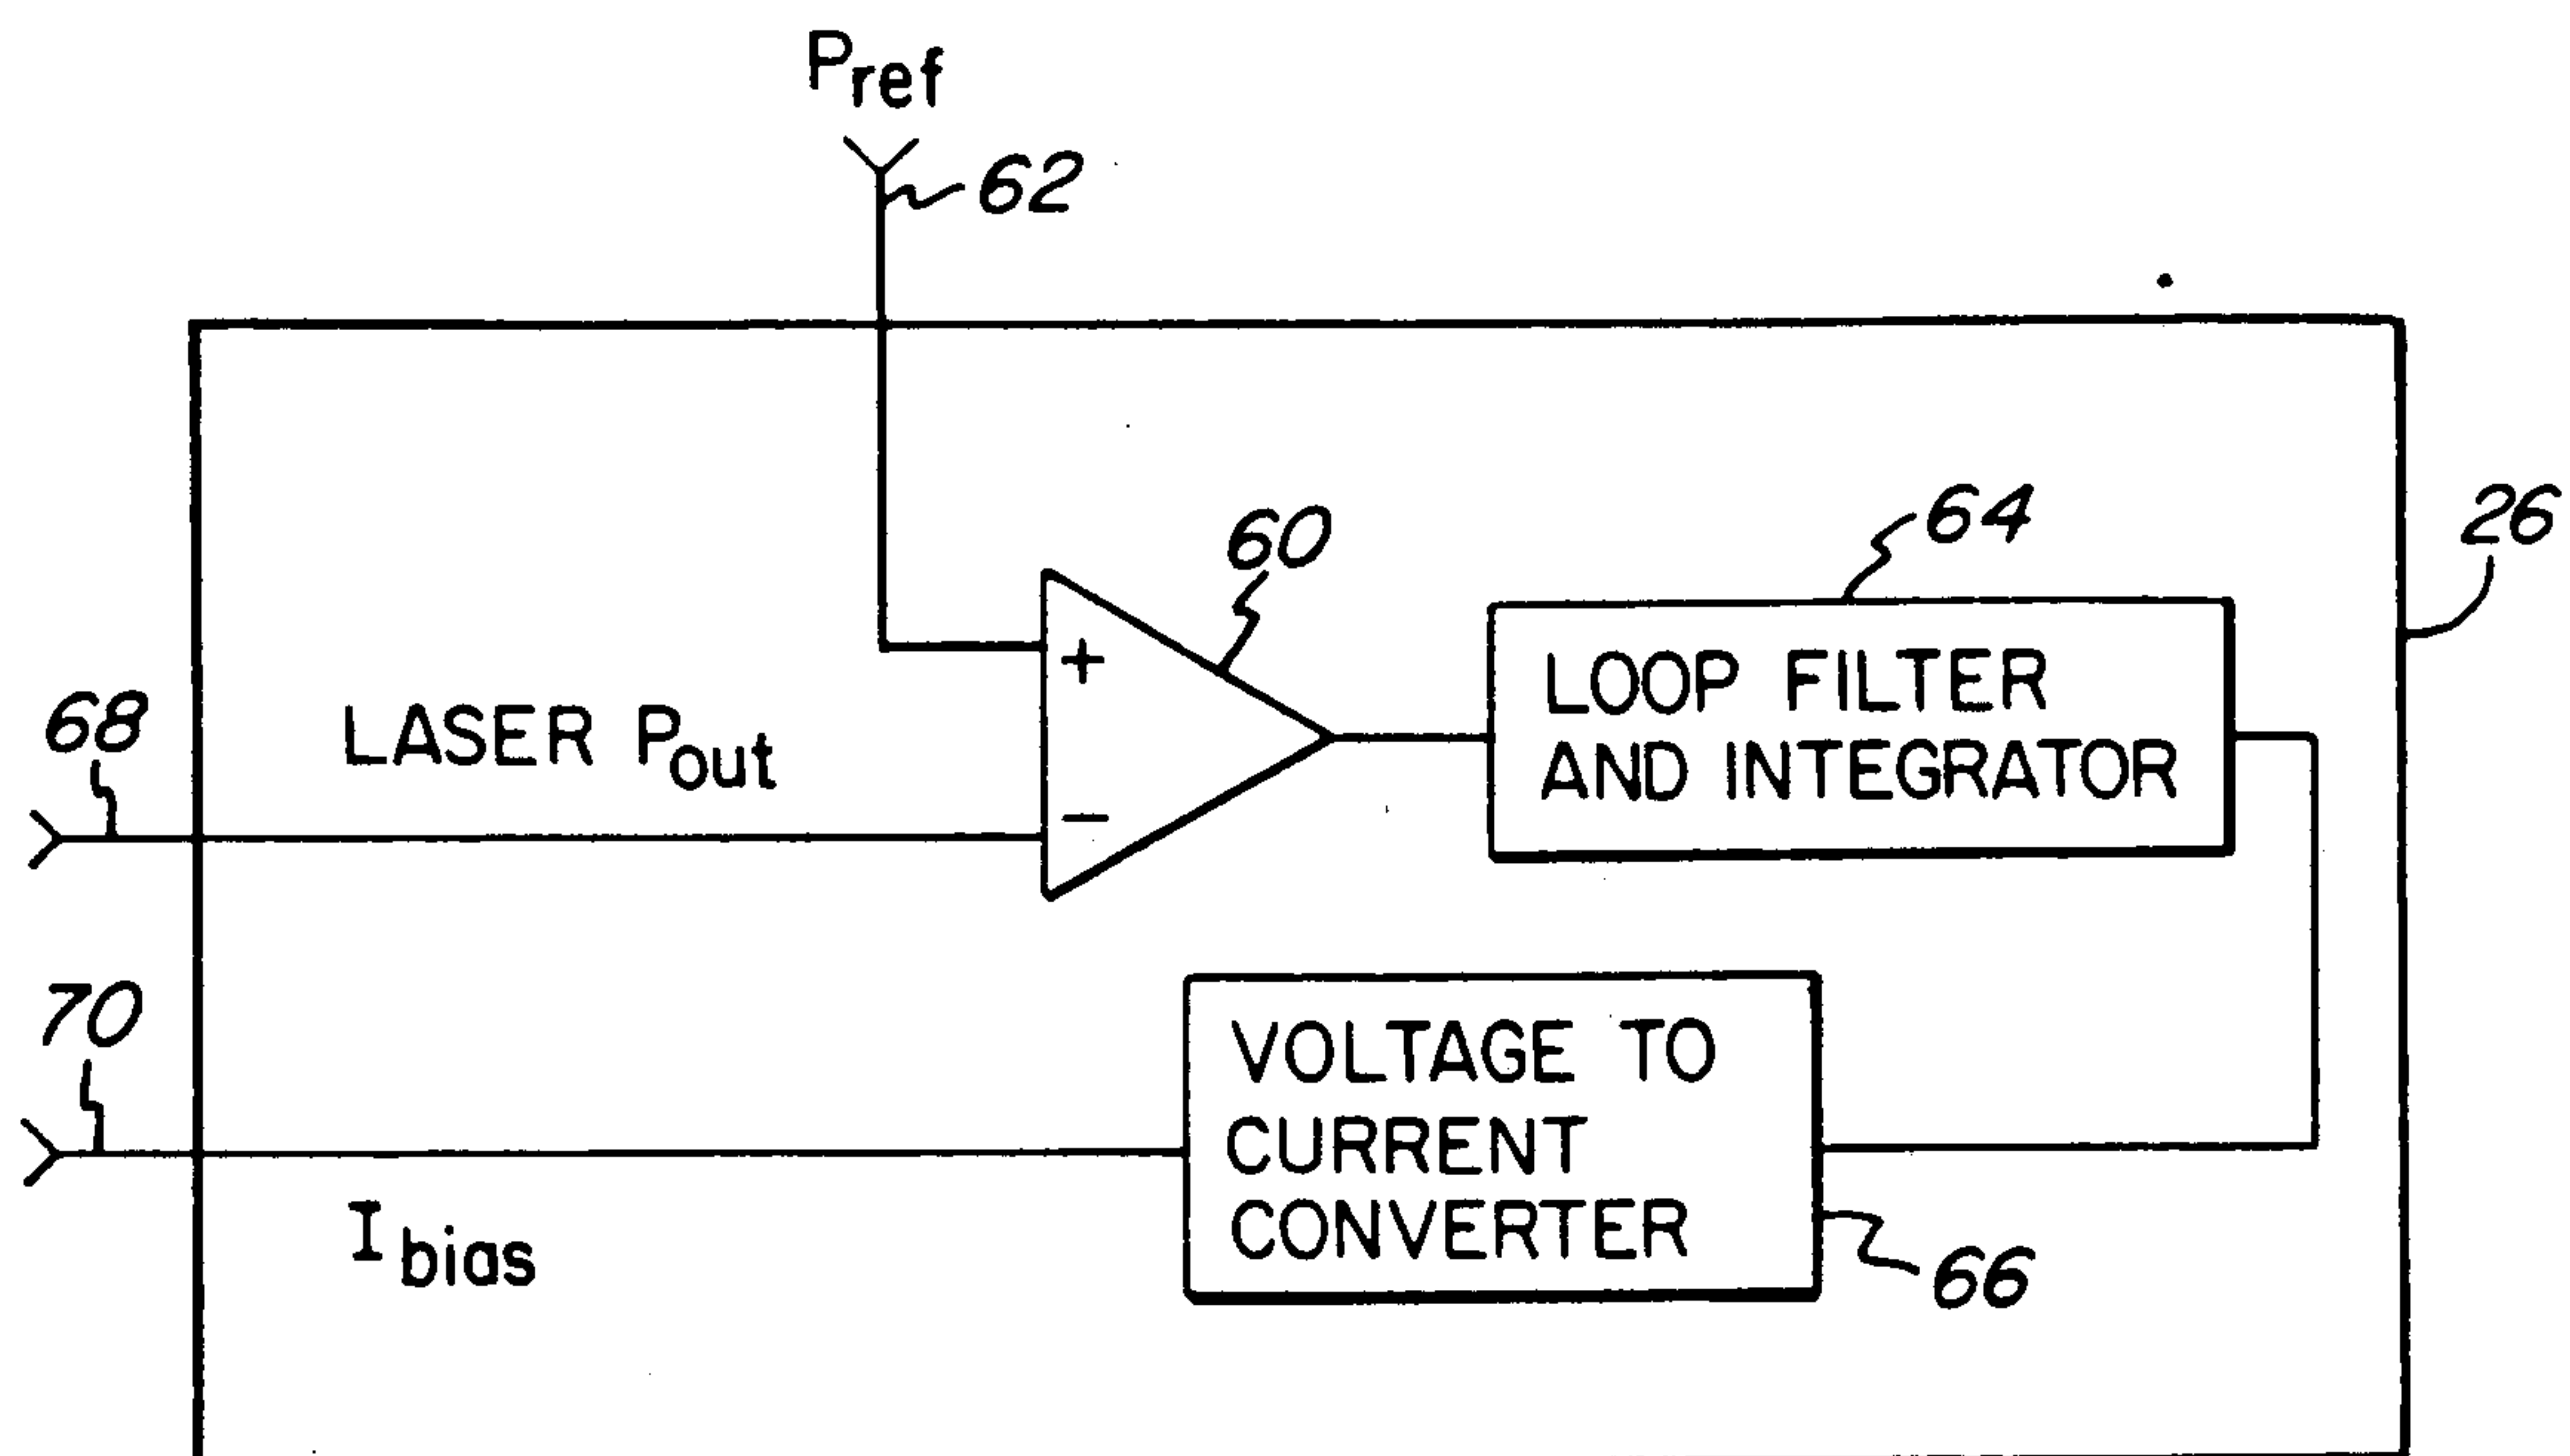 Pref
62
60
64
26
+
LOOP FILTER
AND INTEGRATOR
68
LASER Pout
−
70
VOLTAGE TO
CURRENT
CONVERTER
Ibias
66